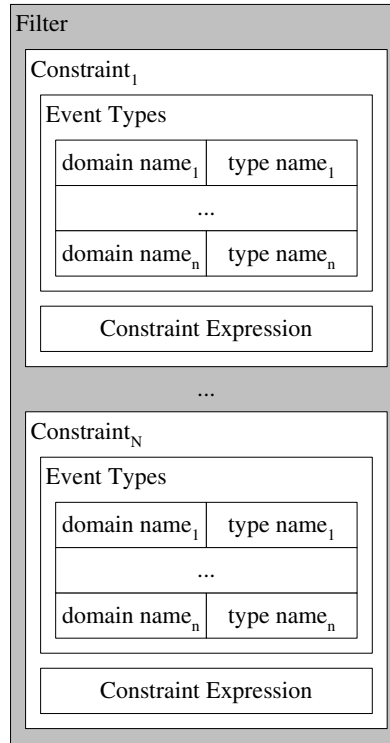 Filter
Constraint₁
Event Types
domain name₁ type name₁
...
domain nameₙ type nameₙ
Constraint Expression
...
Constraint_N
Event Types
domain name₁ type name₁
...
domain nameₙ type nameₙ
Constraint Expression